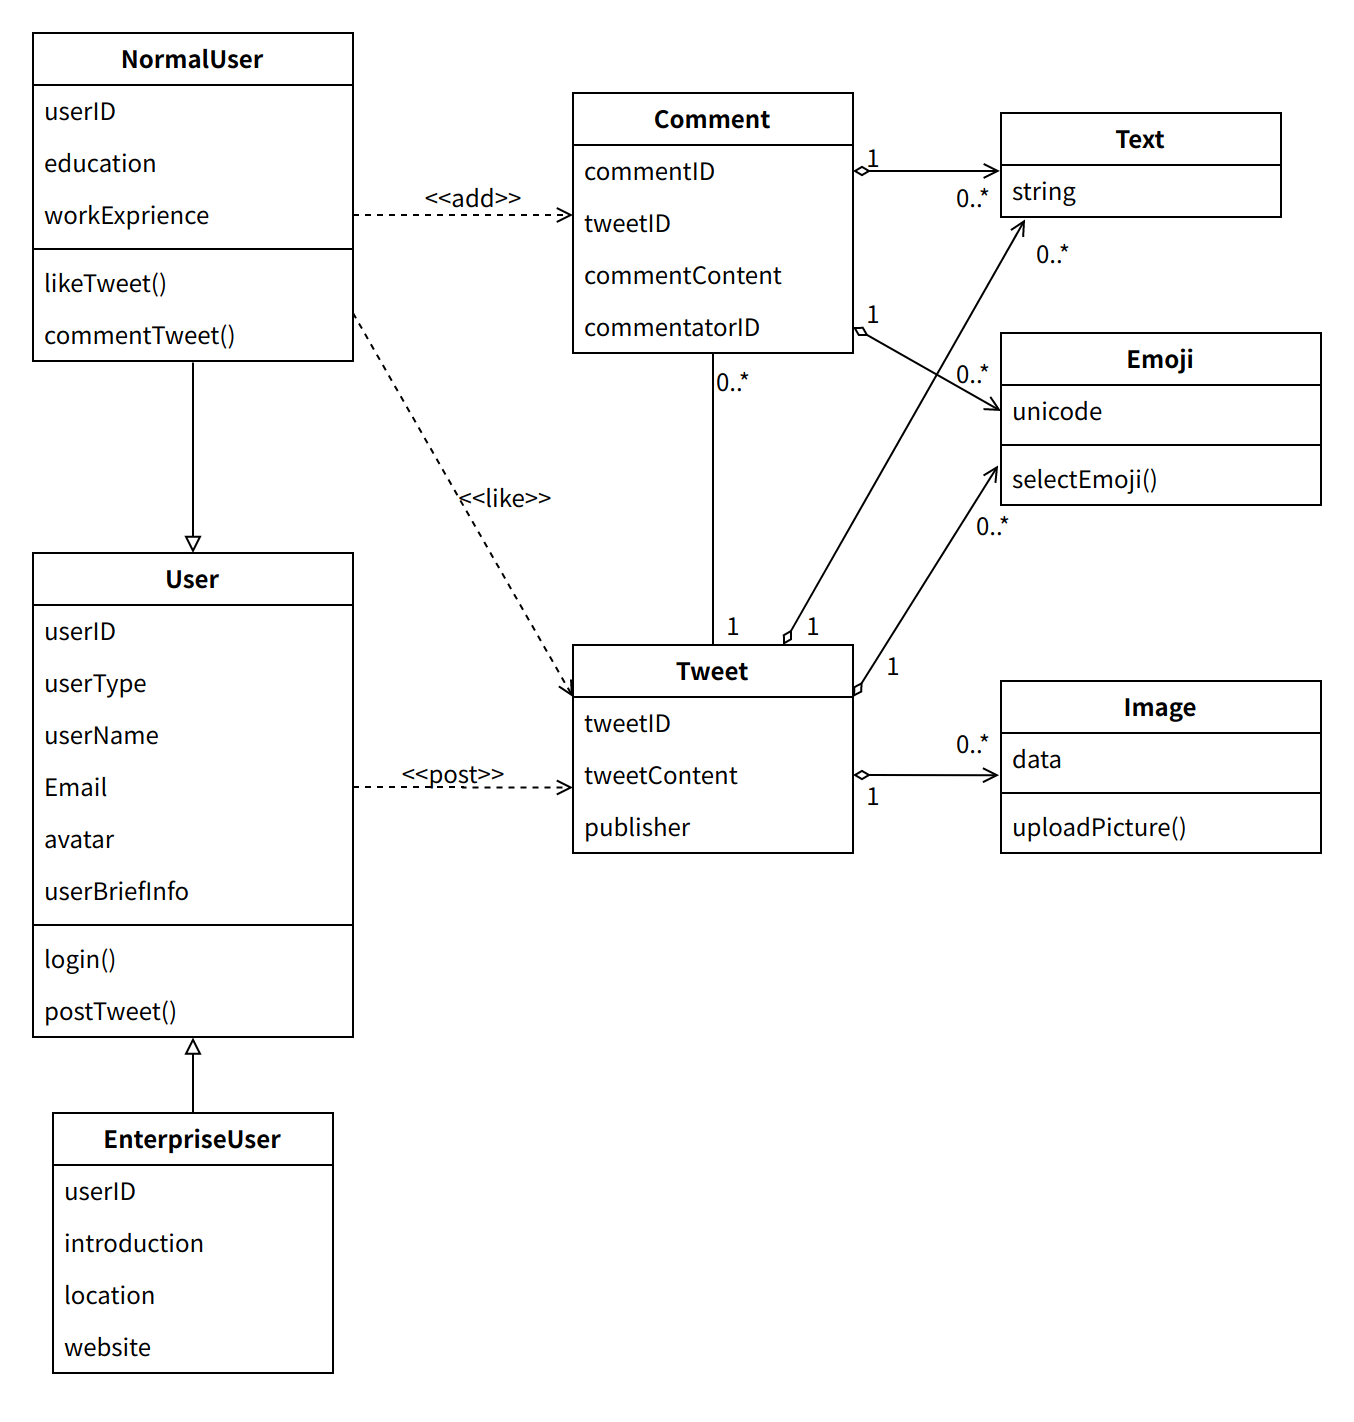 NormalUser
userID
education
workExprience
likeTweet()
commentTweet()
<<add>>
<<like>>
Comment
commentID
tweetID
commentContent
commentatorID
1
0..*
1
0..*
0..*
1
Text
string
0..*
1
Emoji
unicode
selectEmoji()
0..*
1
User
userID
userType
userName
Email
avatar
userBriefInfo
login()
postTweet()
<<post>>
Tweet
tweetID
tweetContent
publisher
0..*
1
Image
data
uploadPicture()
EnterpriseUser
userID
introduction
location
website